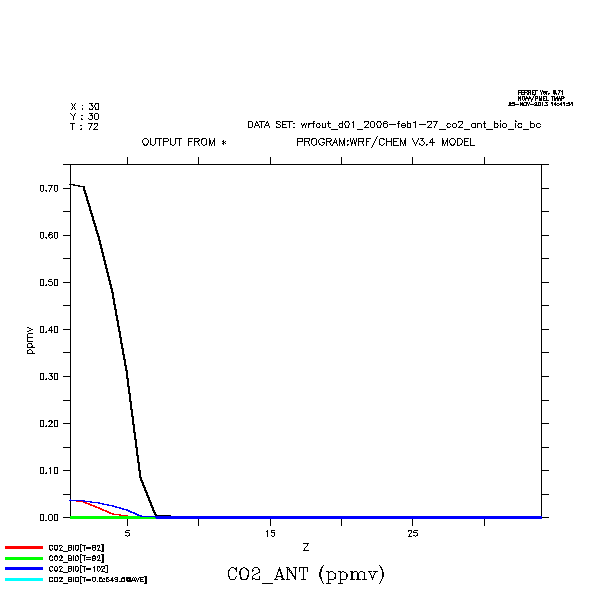 FERRET Ver. 6.71
NOAA/PMEL TMAP
X : 30
Y : 30
T : 72
DATA SET: wrfout_d01_2006-feb1-27_co2_ant_bio_ic_bc
OUTPUT FROM * PROGRAM:WRF/CHEM V3.4 MODEL
0.70
0.60
0.50
0.40
0.30
0.20
0.10
0.00
ppmv
5 15 25
Z
CO2_BIO[T=82]
CO2_BIO[T=92]
CO2_BIO[T=102]
CO2_ANT (ppmv)